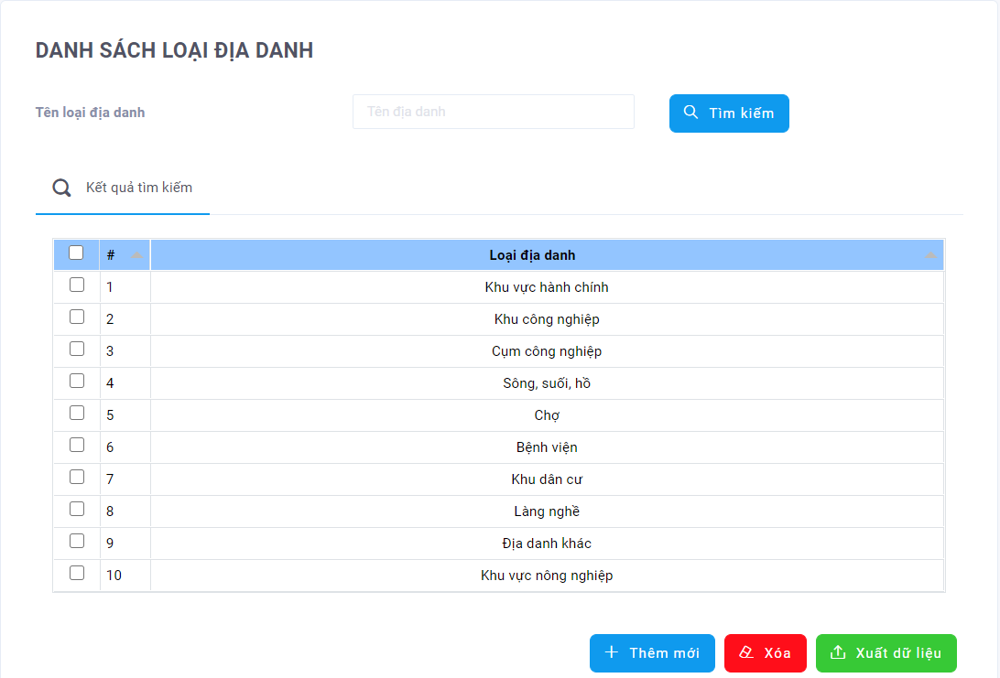 DANH SÁCH LOẠI ĐỊA DANH
Tên loại địa danh
Tên địa danh
Tìm kiếm
Kết quả tìm kiếm
# Loại địa danh
1 Khu vực hành chính
2 Khu công nghiệp
3 Cụm công nghiệp
4 Sông, suối, hồ
5 Chợ
6 Bệnh viện
7 Khu dân cư
8 Làng nghề
9 Địa danh khác
10 Khu vực nông nghiệp
Thêm mới Xóa Xuất dữ liệu